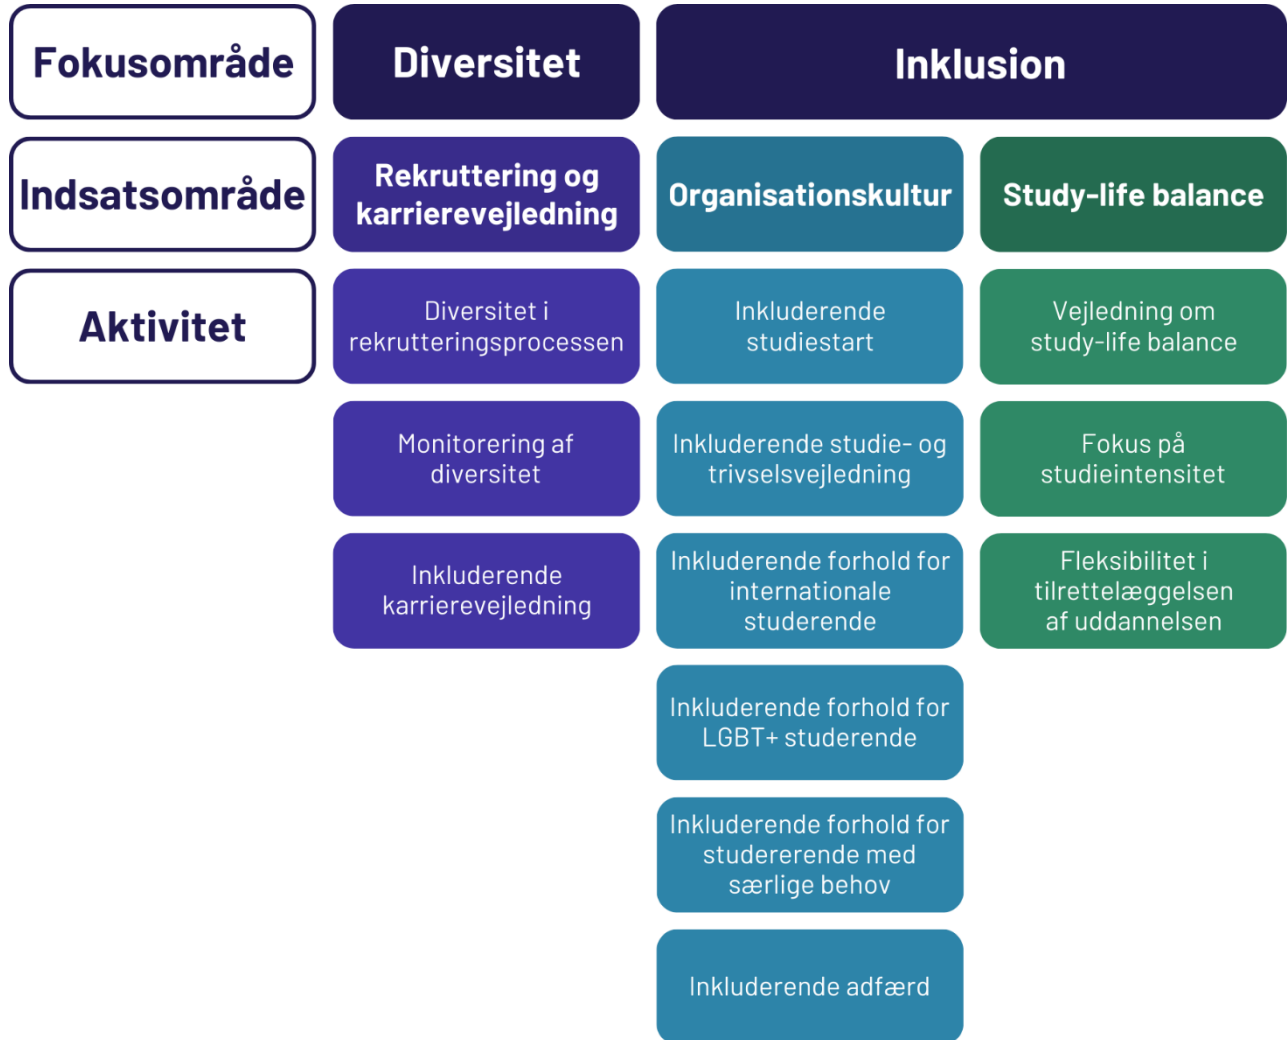 Fokusområde
Diversitet
Inklusion
Indsatsområde
Rekruttering og
karrierevejledning
Organisationskultur
Study-life balance
Aktivitet
Diversitet i
rekrutteringsprocessen
Inkluderende
studiestart
Vejledning om
study-life balance
Monitorering af
diversitet
Inkluderende studie- og
trivselsvejledning
Fokus på
studieintensitet
Inkluderende
karrierevejledning
Inkluderende forhold for
internationale
studerende
Fleksibilitet i
tilrettelæggelsen
af uddannelsen
Inkluderende forhold for
LGBT+ studerende
Inkluderende forhold for
studererende med
særlige behov
Inkluderende adfærd